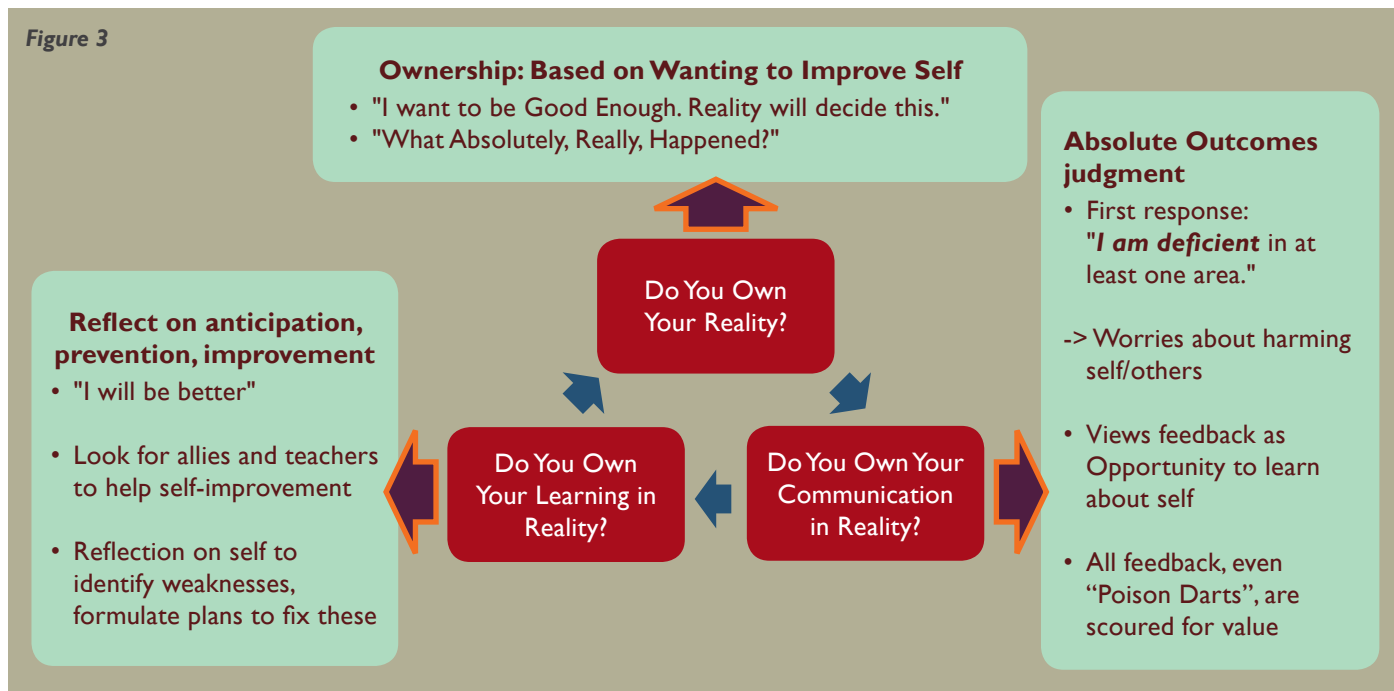 Figure 3
Ownership: Based on Wanting to Improve Self
• "I want to be Good Enough. Reality will decide this."
• "What Absolutely, Really, Happened?"
Do You Own
Your Reality?
Absolute Outcomes
judgment
• First response:
"I am deficient in at
least one area."
-> Worries about harming
self/others
• Views feedback as
Opportunity to learn
about self
• All feedback, even
“Poison Darts”, are
scoured for value
Do You Own Your
Communication
in Reality?
Do You Own
Your Learning in
Reality?
Reflect on anticipation,
prevention, improvement
• "I will be better"
• Look for allies and teachers
to help self-improvement
• Reflection on self to
identify weaknesses,
formulate plans to fix these